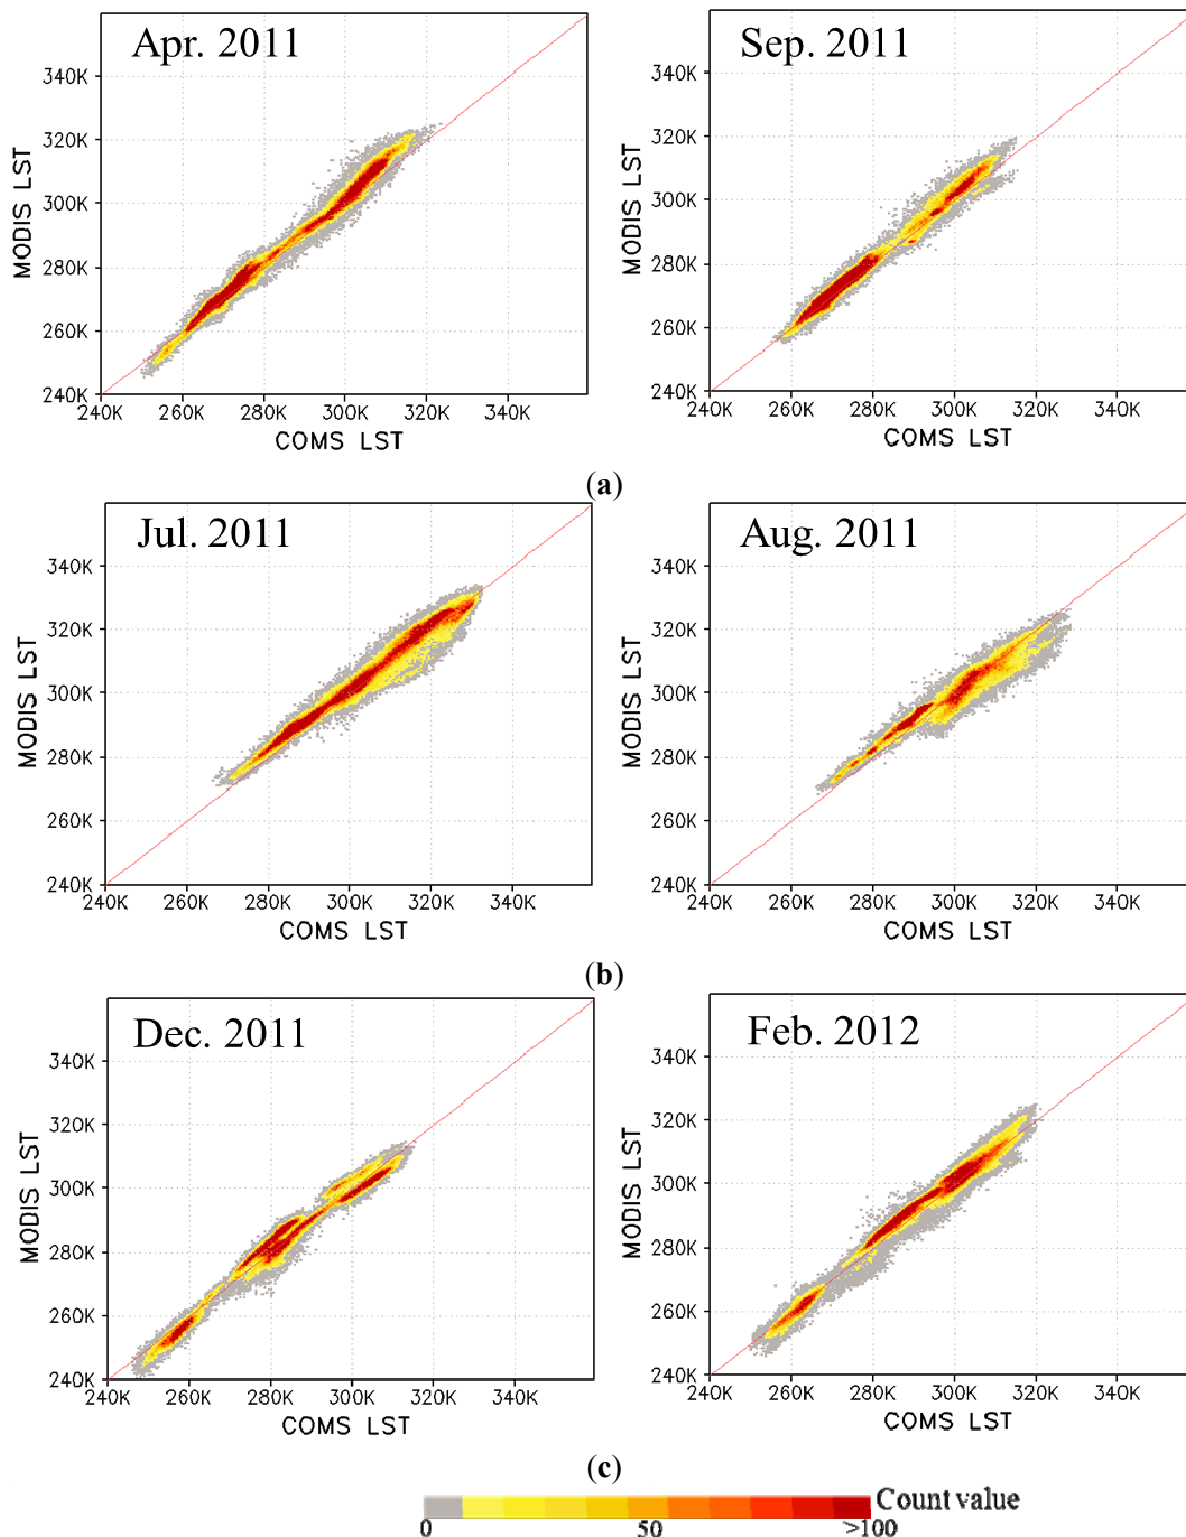 Apr. 2011
340K
320K
300K
280K
260K
240K
MODIS LST
240K 260K 280K 300K 320K 340K
COMS LST
Sep. 2011
340K
320K
300K
280K
260K
240K
MODIS LST
240K 260K 280K 300K 320K 340K
COMS LST
(a)
Jul. 2011
340K
320K
300K
280K
260K
240K
MODIS LST
240K 260K 280K 300K 320K 340K
COMS LST
Aug. 2011
340K
320K
300K
280K
260K
240K
MODIS LST
240K 260K 280K 300K 320K 340K
COMS LST
(b)
Dec. 2011
340K
320K
300K
280K
260K
240K
MODIS LST
240K 260K 280K 300K 320K 340K
COMS LST
Feb. 2012
340K
320K
300K
280K
260K
240K
MODIS LST
240K 260K 280K 300K 320K 340K
COMS LST
(c)
Count value
0 50 >100